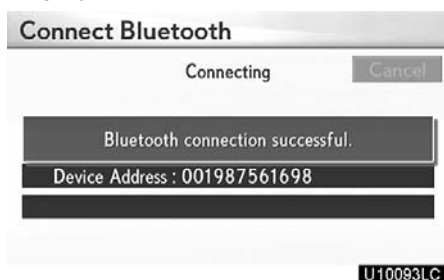 Connect Bluetooth
Connecting
Cancel
Bluetooth connection successful.
Device Address : 001987561698
U10093LC